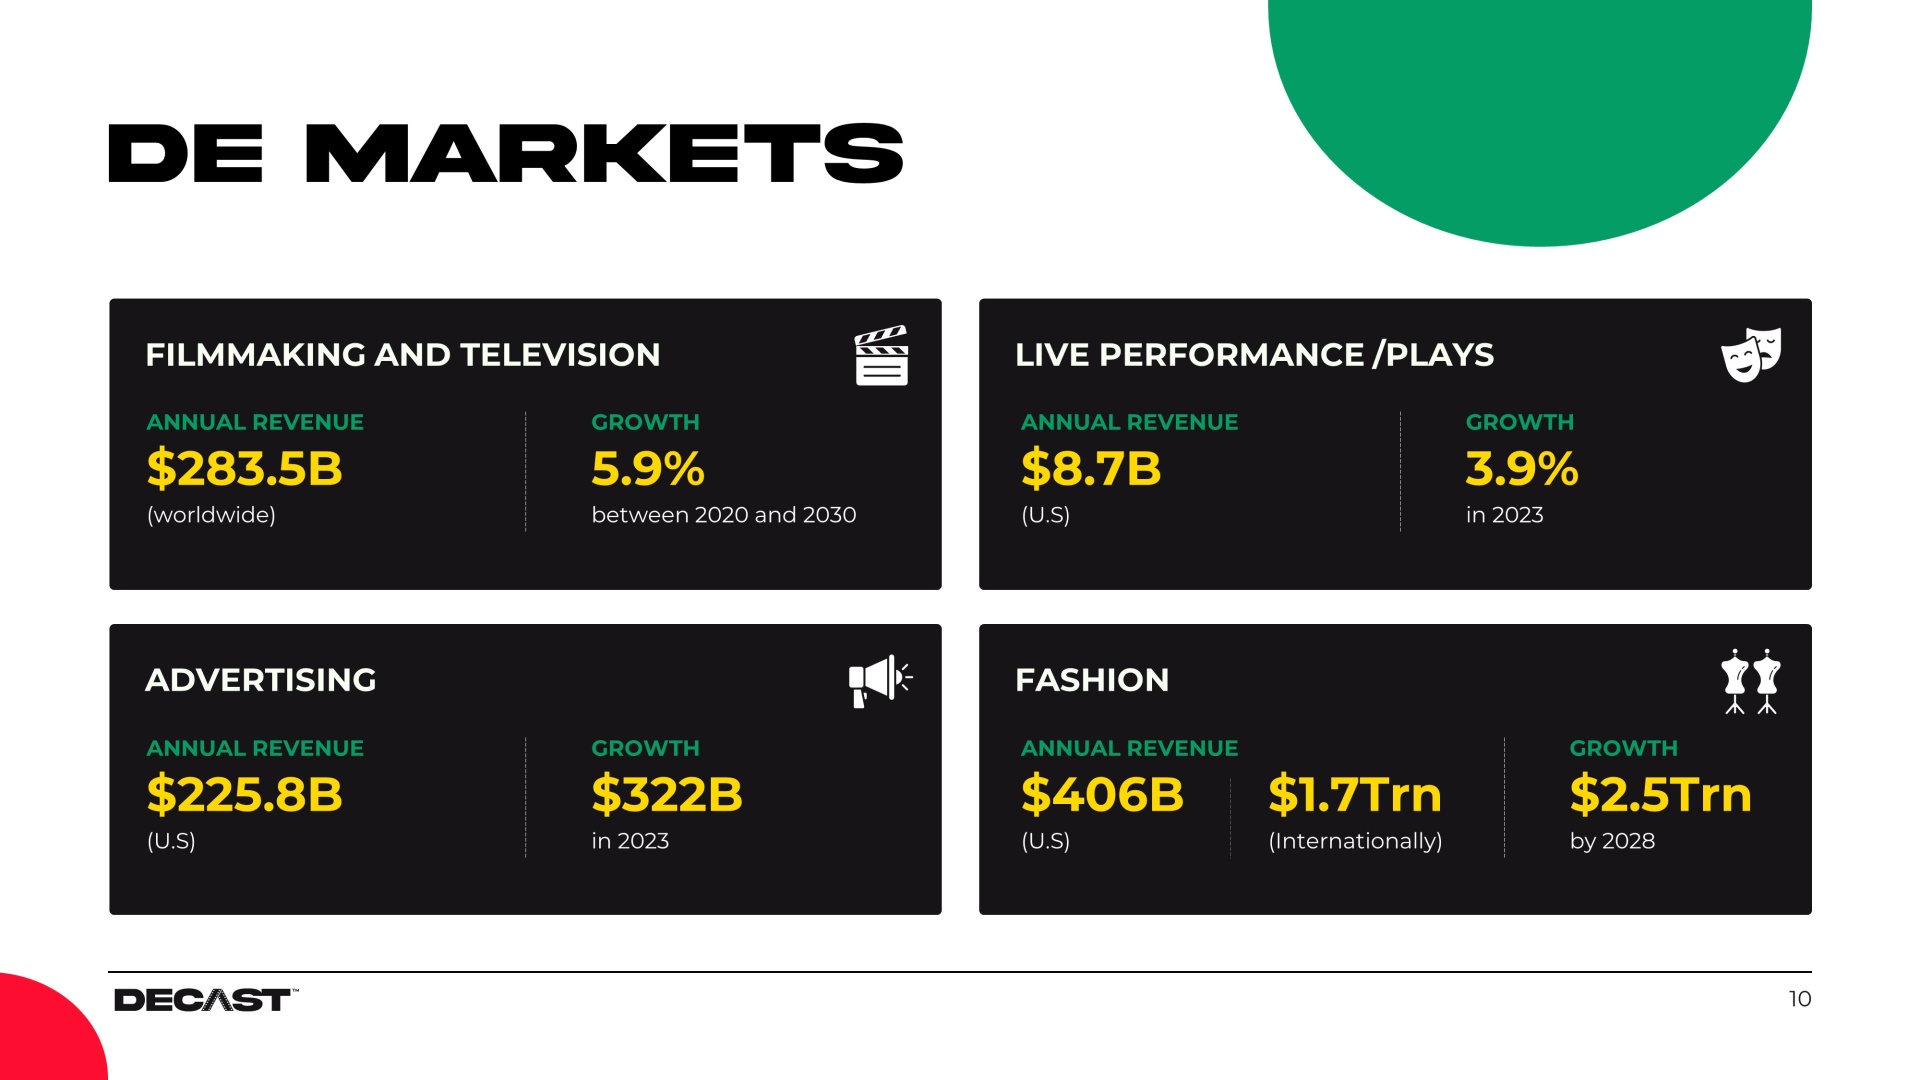 DE MARKETS
FILMMAKING AND TELEVISION
ANNUAL REVENUE
$283.5B
(worldwide)
GROWTH
5.9%
between 2020 and 2030
LIVE PERFORMANCE /PLAYS
ANNUAL REVENUE
$8.7B
(U.S)
GROWTH
3.9%
in 2023
ADVERTISING
ANNUAL REVENUE
$225.8B
(U.S)
GROWTH
$322B
in 2023
FASHION
ANNUAL REVENUE
$406B
(U.S)
$1.7Trn
(Internationally)
GROWTH
$2.5Trn
by 2028
DECAST™
10